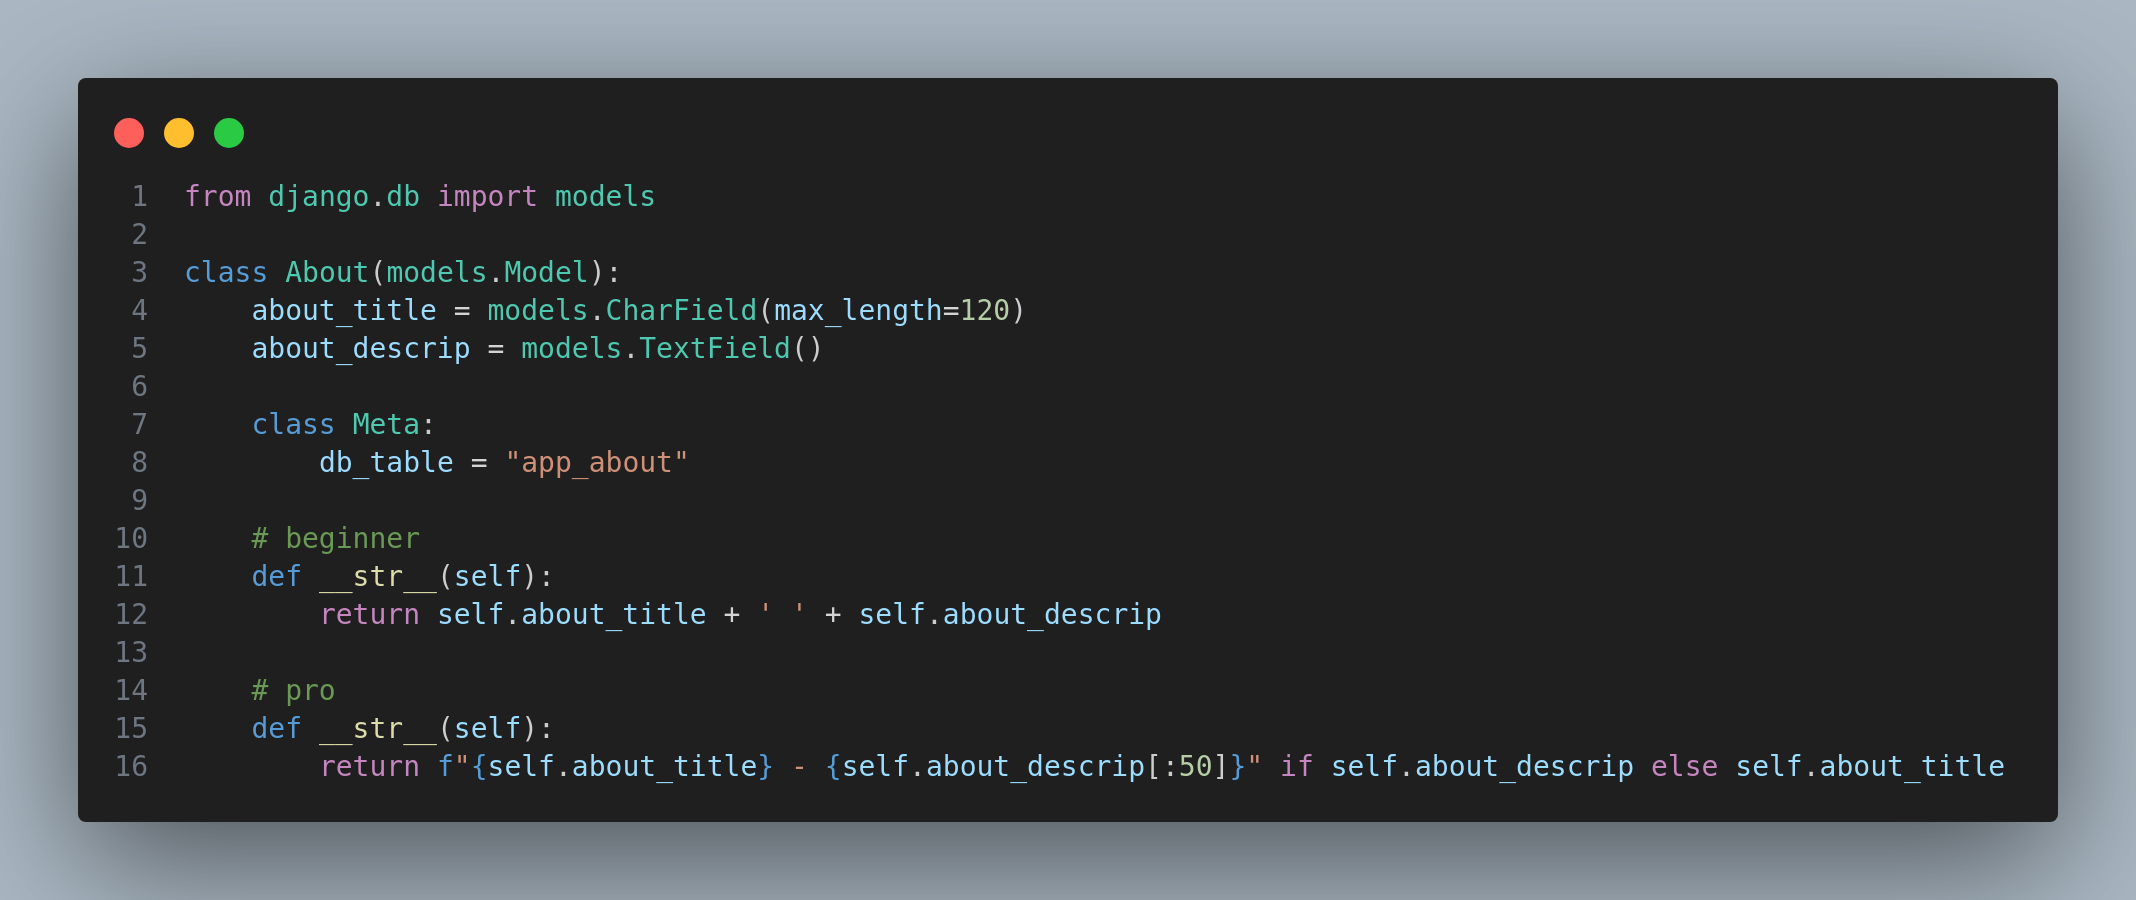 1 from django.db import models
2
3 class About(models.Model):
4     about_title = models.CharField(max_length=120)
5     about_descrip = models.TextField()
6
7     class Meta:
8         db_table = "app_about"
9
10     # beginner
11     def __str__(self):
12         return self.about_title + ' ' + self.about_descrip
13
14     # pro
15     def __str__(self):
16         return f"{self.about_title} - {self.about_descrip[:50]}" if self.about_descrip else self.about_title